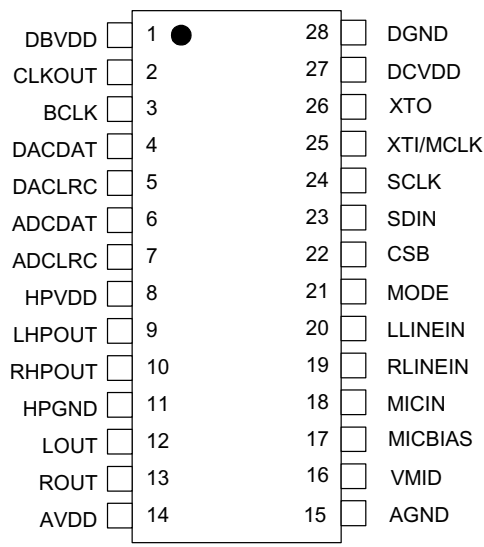 DBVDD 1 28 DGND
CLKOUT 2 27 DCVDD
BCLK 3 26 XTO
DACDAT 4 25 XTI/MCLK
DACLRC 5 24 SCLK
ADCDAT 6 23 SDIN
ADCLRC 7 22 CSB
HPVDD 8 21 MODE
LHPOUT 9 20 LLINEIN
RHPOUT 10 19 RLINEIN
HPGND 11 18 MICIN
LOUT 12 17 MICBIAS
ROUT 13 16 VMID
AVDD 14 15 AGND